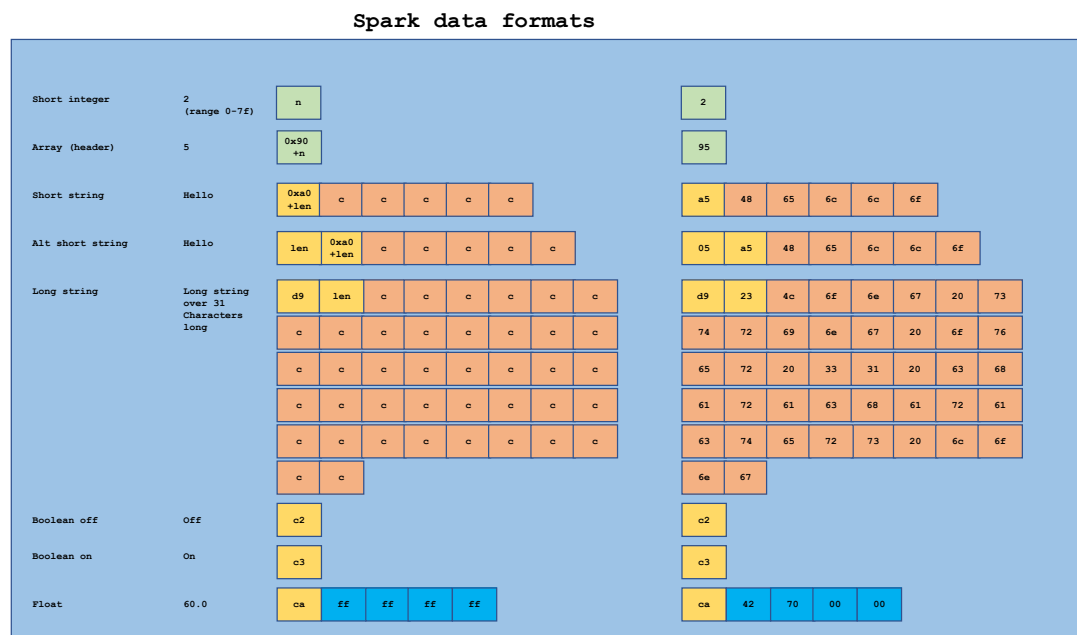 Spark data formats
Short integer 2 n 2
(range 0-7f)
Array (header) 5 0x90 +n 95
Short string Hello 0xa0 +len c c c c c a5 48 65 6c 6c 6f
Alt short string Hello len 0xa0 +len c c c c c 05 a5 48 65 6c 6c 6f
Long string Long string over 31 Characters long d9 len c c c c c c d9 23 4c 6f 6e 67 20 73
c c c c c c c c 74 72 69 6e 67 20 6f 76
c c c c c c c c 65 72 20 33 31 20 63 68
c c c c c c c c 61 72 61 63 68 61 72 61
c c c c c c c c 63 74 65 72 73 20 6c 6f
c c 6e 67
Boolean off Off c2 c2
Boolean on On c3 c3
Float 60.0 ca ff ff ff ff ca 42 70 00 00